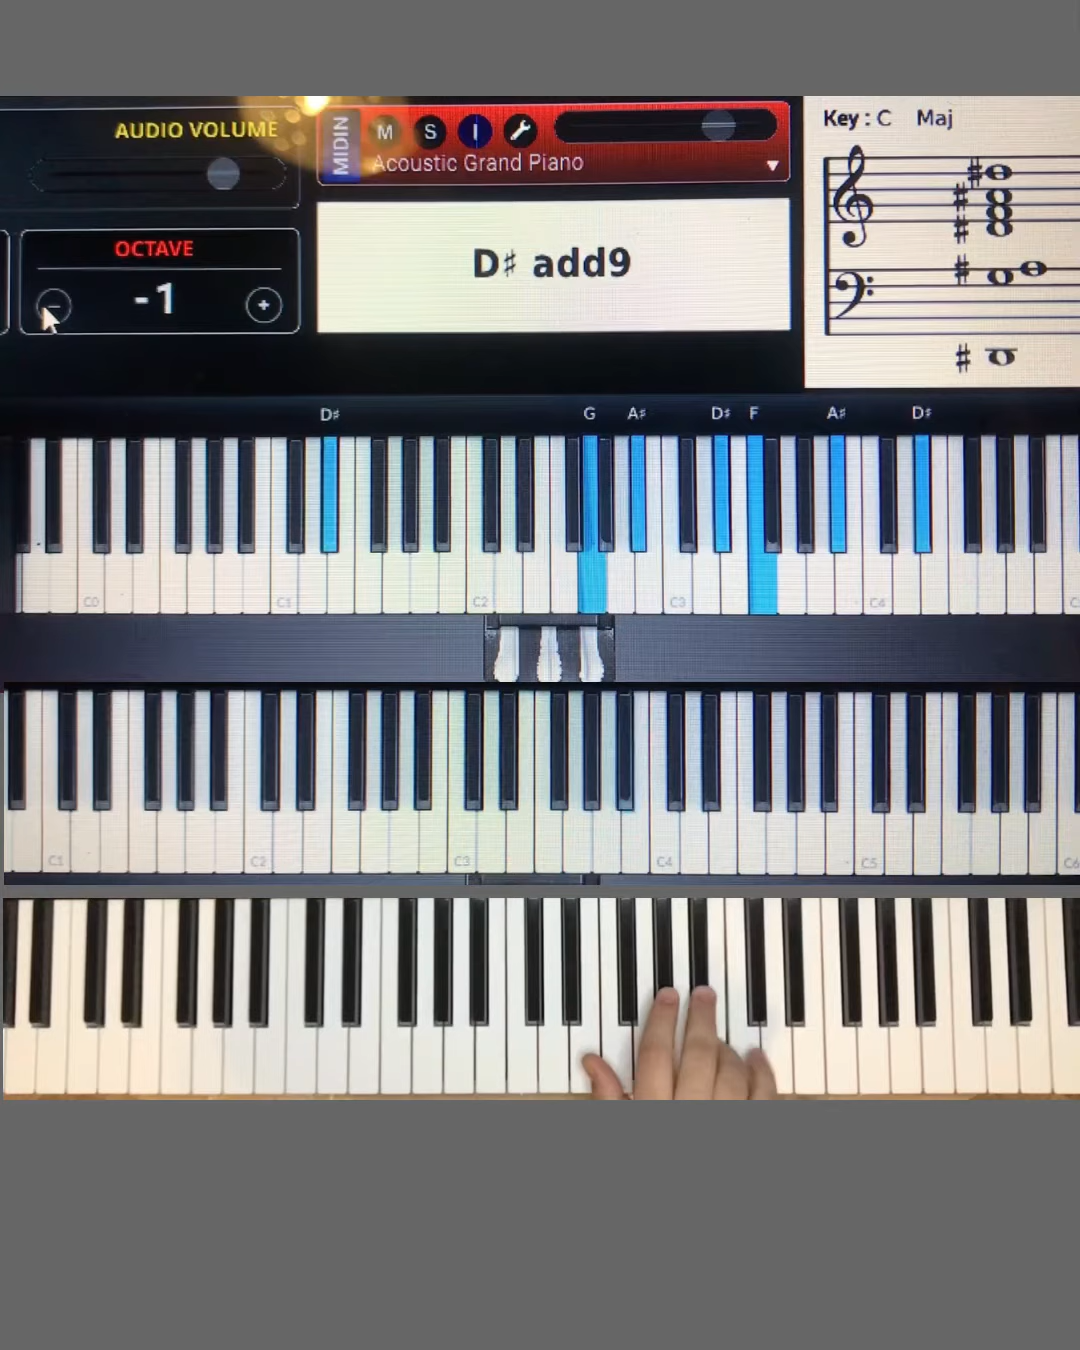 AUDIO VOLUME
MIDIN
M S I
Acoustic Grand Piano
Key : C Maj
OCTAVE
-1
D♯ add9
D♯ G A♯ D♯ F A♯ D♯
C0 C1 C2 C3 C4
C1 C2 C3 C4 C5 C6